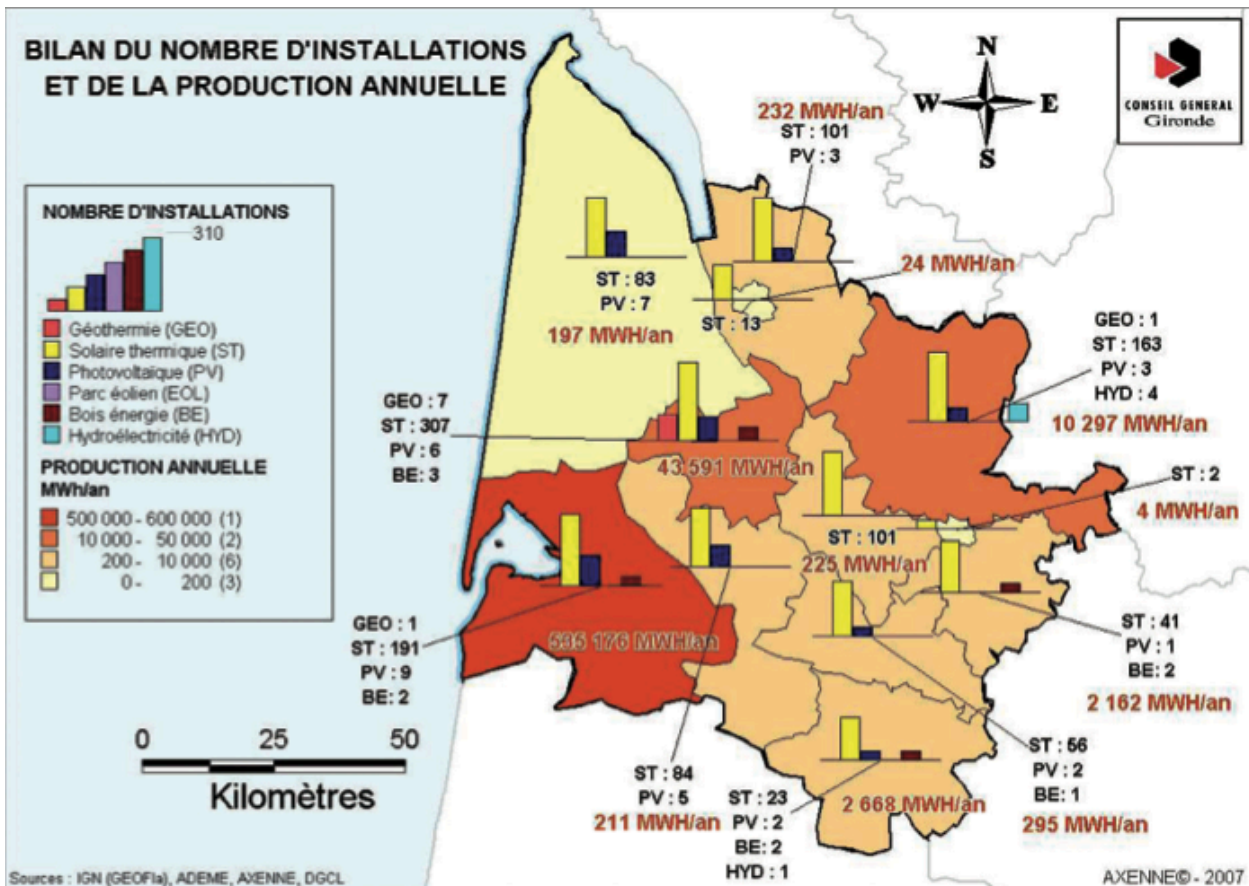 BILAN DU NOMBRE D'INSTALLATIONS
ET DE LA PRODUCTION ANNUELLE
N
W
E
S
CONSEIL GENERAL
Gironde
NOMBRE D'INSTALLATIONS
310
Géothermie (GEO)
Solaire thermique (ST)
Photovoltaïque (PV)
Parc éolien (EOL)
Bois énergie (BE)
Hydroélectricité (HYD)
PRODUCTION ANNUELLE
MWh/an
500 000 - 600 000 (1)
10 000 - 50 000 (2)
200 - 10 000 (6)
0 - 200 (3)
232 MWH/an
ST : 101
PV : 3
ST : 83
PV : 7
197 MWH/an
24 MWH/an
ST : 13
GEO : 1
ST : 163
PV : 3
HYD : 4
10 297 MWH/an
GEO : 7
ST : 307
PV : 6
BE : 3
43 591 MWH/an
ST : 2
4 MWH/an
ST : 101
225 MWH/an
GEO : 1
ST : 191
PV : 9
BE : 2
535 176 MWH/an
ST : 41
PV : 1
BE : 2
2 162 MWH/an
ST : 84
PV : 5
211 MWH/an
ST : 23
PV : 2
BE : 2
HYD : 1
2 668 MWH/an
ST : 56
PV : 2
BE : 1
295 MWH/an
0 25 50
Kilomètres
Sources : IGN (GEOFla), ADEME, AXENNE, DGCL
AXENNE© - 2007